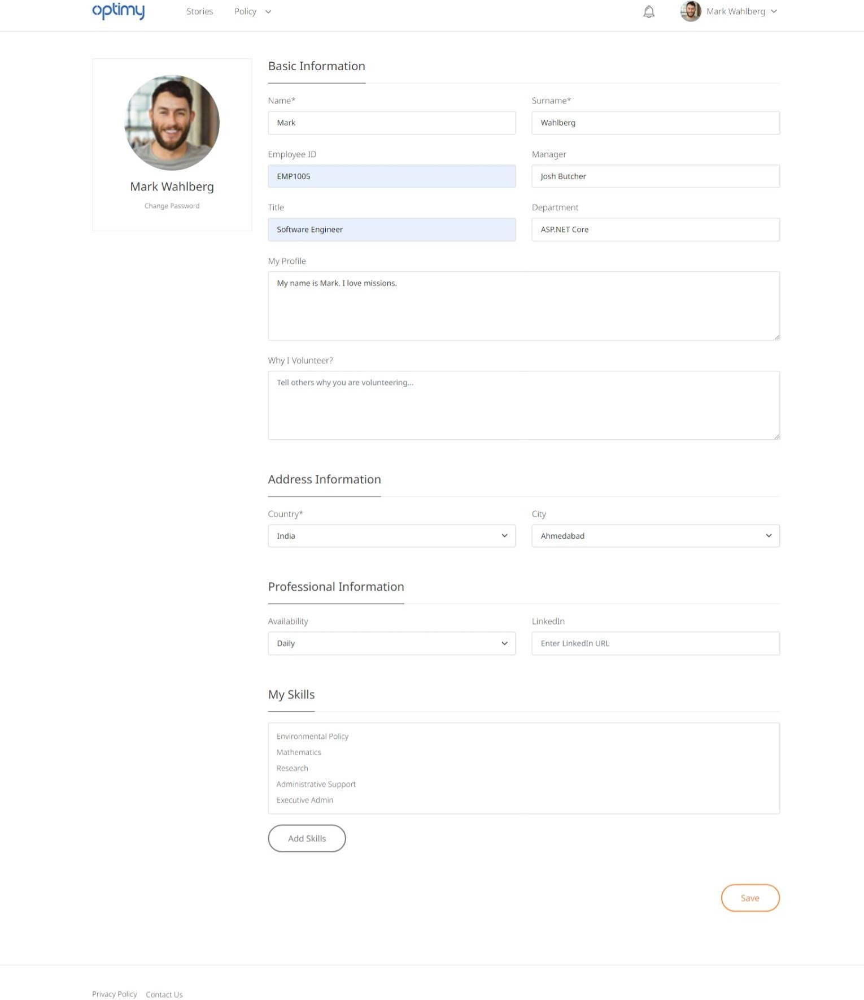 optimy
Stories
Policy
Mark Wahlberg
Mark Wahlberg
Change Password
Basic Information
Name*
Surname*
Mark
Wahlberg
Employee ID
Manager
EMP1005
Josh Butcher
Title
Department
Software Engineer
ASP.NET Core
My Profile
My name is Mark. I love missions.
Why I Volunteer?
Tell others why you are volunteering...
Address Information
Country*
City
India
Ahmedabad
Professional Information
Availability
LinkedIn
Daily
Enter LinkedIn URL
My Skills
Environmental Policy
Mathematics
Research
Administrative Support
Executive Admin
Add Skills
Save
Privacy Policy
Contact Us